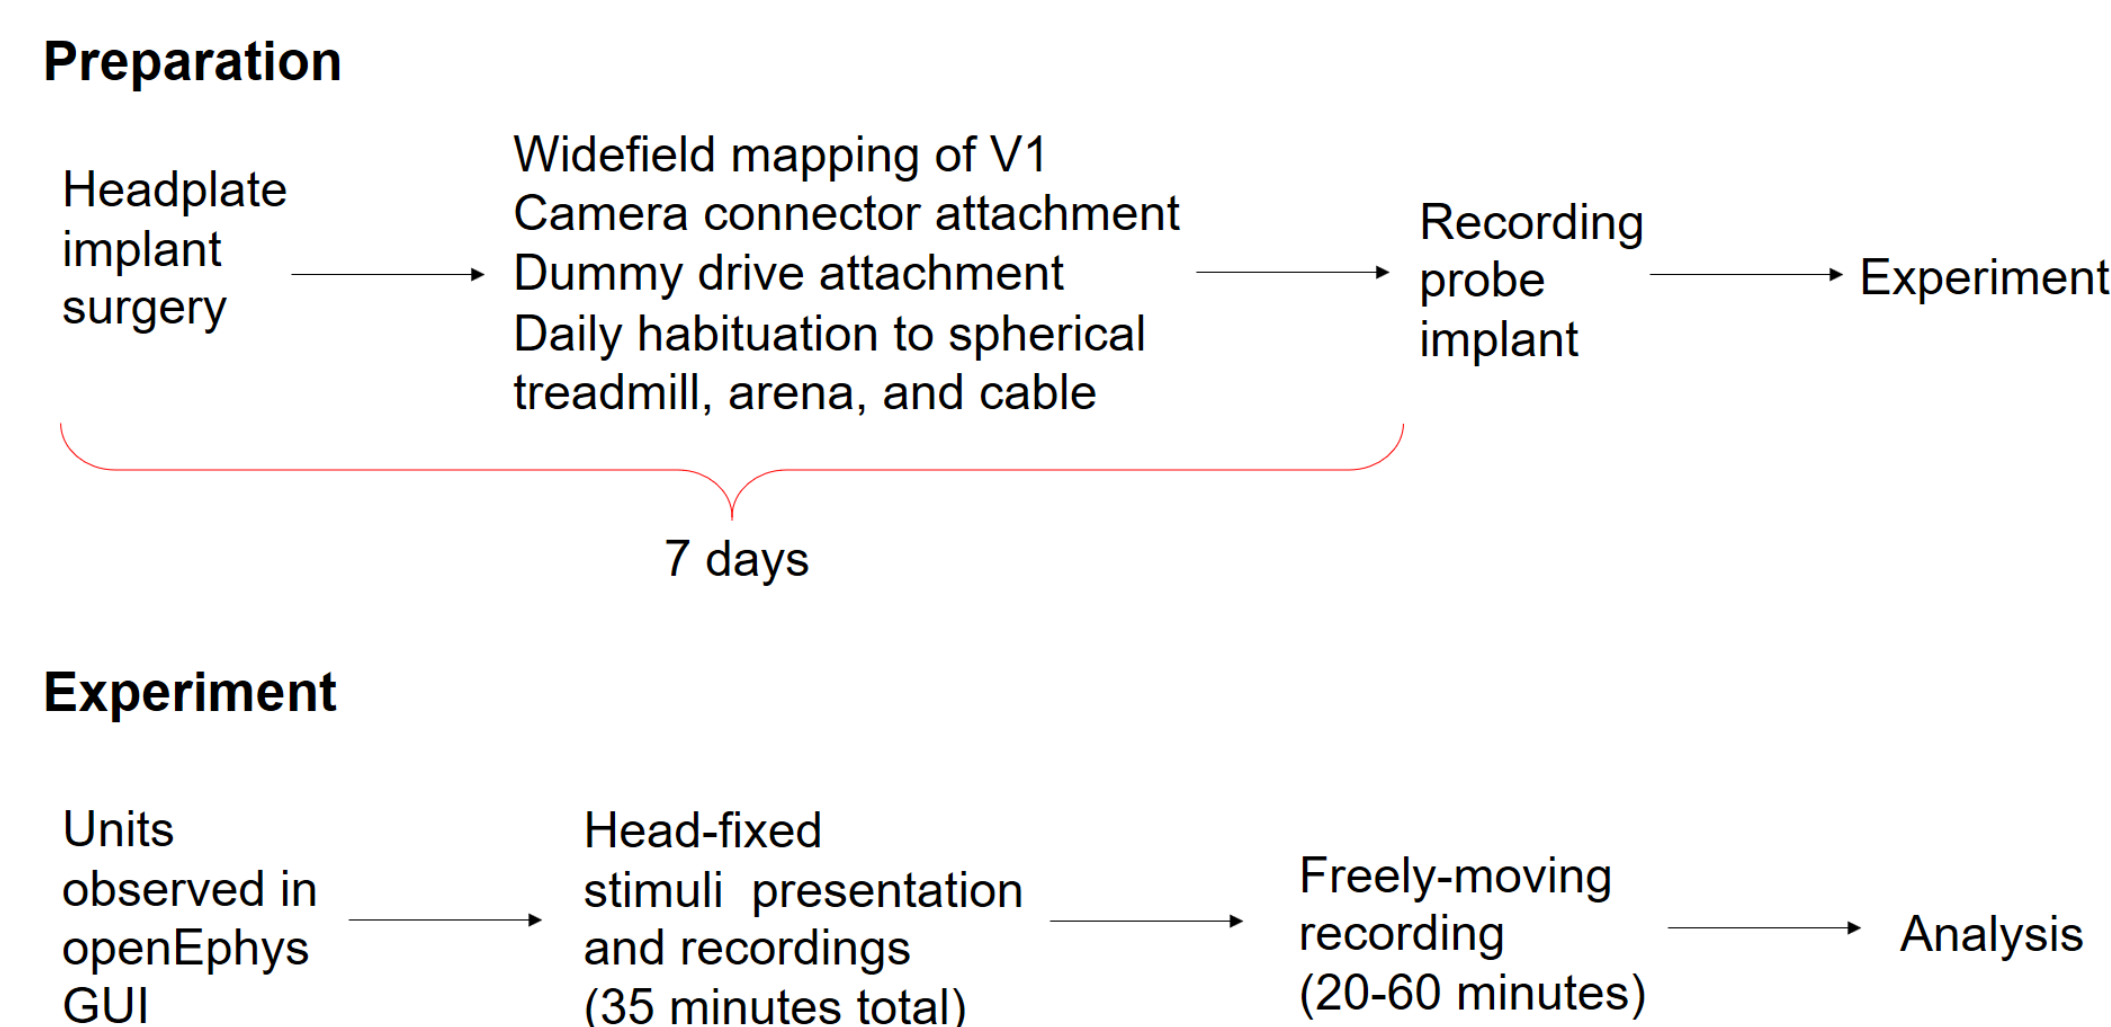 Preparation
Headplate
implant
surgery
Widefield mapping of V1
Camera connector attachment
Dummy drive attachment
Daily habituation to spherical
treadmill, arena, and cable
Recording
probe
implant
Experiment
7 days
Experiment
Units
observed in
openEphys
GUI
Head-fixed
stimuli  presentation
and recordings
(35 minutes total)
Freely-moving
recording
(20-60 minutes)
Analysis